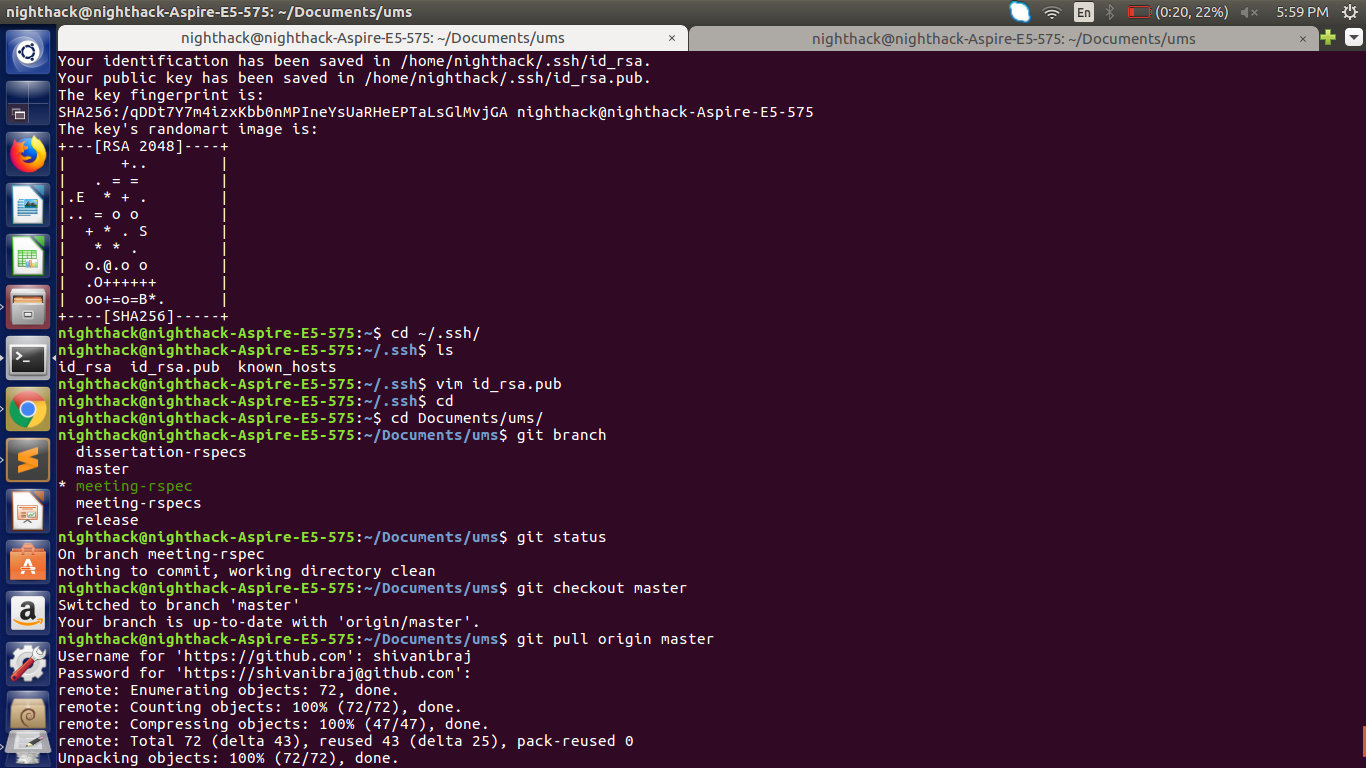 nighthack@nighthack-Aspire-E5-575: ~/Documents/ums
En
(0:20, 22%)
5:59 PM
nighthack@nighthack-Aspire-E5-575: ~/Documents/ums ×
nighthack@nighthack-Aspire-E5-575: ~/Documents/ums ×
Your identification has been saved in /home/nighthack/.ssh/id_rsa.
Your public key has been saved in /home/nighthack/.ssh/id_rsa.pub.
The key fingerprint is:
SHA256:/qDDt7Y7m4izxKbb0nMPIneYsUaRHeEPTaLsGlMvjGA nighthack@nighthack-Aspire-E5-575
The key's randomart image is:
+---[RSA 2048]----+
|      +..        |
|   . = =         |
|.E  * + .        |
|.. = o o         |
|  + * . S        |
|   * * .         |
|  o.@.o o        |
|  .O++++++       |
|  oo+=o=B*.      |
+----[SHA256]-----+
nighthack@nighthack-Aspire-E5-575:~$ cd ~/.ssh/
nighthack@nighthack-Aspire-E5-575:~/.ssh$ ls
id_rsa  id_rsa.pub  known_hosts
nighthack@nighthack-Aspire-E5-575:~/.ssh$ vim id_rsa.pub
nighthack@nighthack-Aspire-E5-575:~/.ssh$ cd
nighthack@nighthack-Aspire-E5-575:~$ cd Documents/ums/
nighthack@nighthack-Aspire-E5-575:~/Documents/ums$ git branch
  dissertation-rspecs
  master
* meeting-rspec
  meeting-rspecs
  release
nighthack@nighthack-Aspire-E5-575:~/Documents/ums$ git status
On branch meeting-rspec
nothing to commit, working directory clean
nighthack@nighthack-Aspire-E5-575:~/Documents/ums$ git checkout master
Switched to branch 'master'
Your branch is up-to-date with 'origin/master'.
nighthack@nighthack-Aspire-E5-575:~/Documents/ums$ git pull origin master
Username for 'https://github.com': shivanibraj
Password for 'https://shivanibraj@github.com':
remote: Enumerating objects: 72, done.
remote: Counting objects: 100% (72/72), done.
remote: Compressing objects: 100% (47/47), done.
remote: Total 72 (delta 43), reused 43 (delta 25), pack-reused 0
Unpacking objects: 100% (72/72), done.